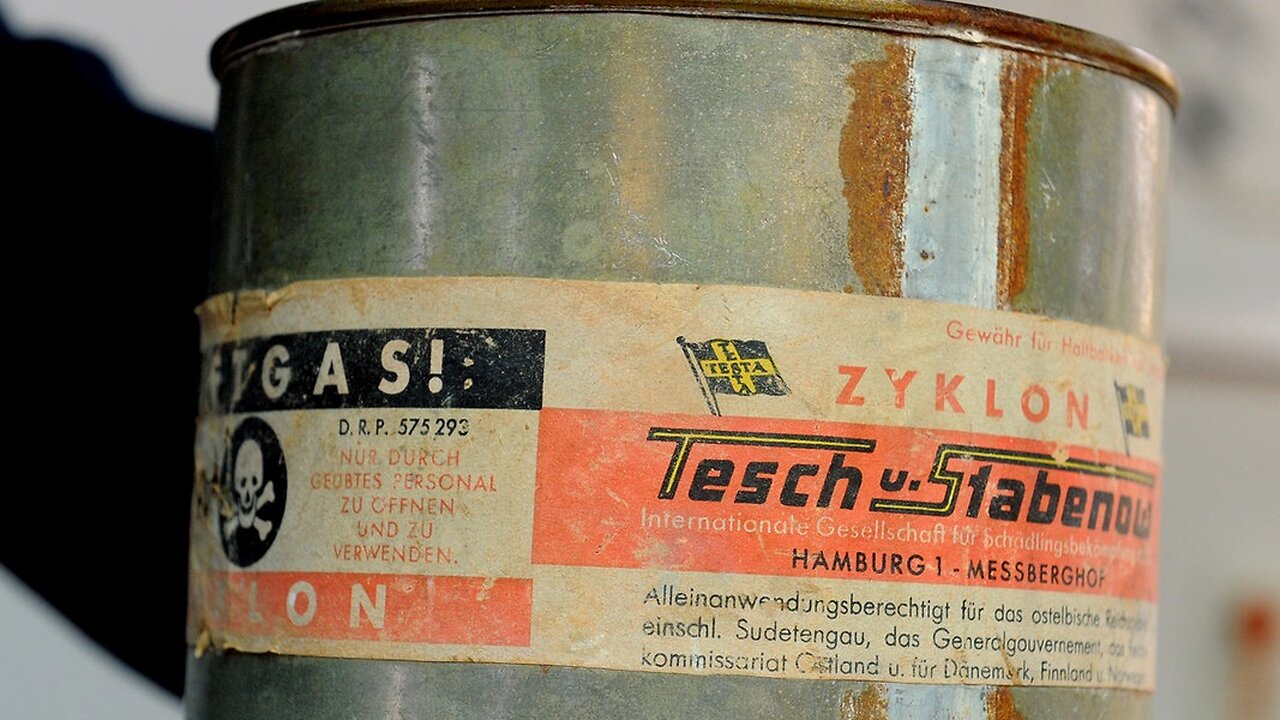 GAS!
D.R.P. 575 293
NUR DURCH
GEÜBTES PERSONAL
ZU ÖFFNEN
UND ZU
VERWENDEN.
LON
TESTA
ZYKLON
Gewähr für Haltbarkeit
Tesch u. Stabenow
Internationale Gesellschaft für Schädlingsbekämpfung
HAMBURG 1 - MESSBERGHOF
Alleinanwendungsberechtigt für das ostelbische
einschl. Sudetengau, das Generalgouvernement, das
kommissariat Ostland u. für Dänemark, Finnland u. Norwegen